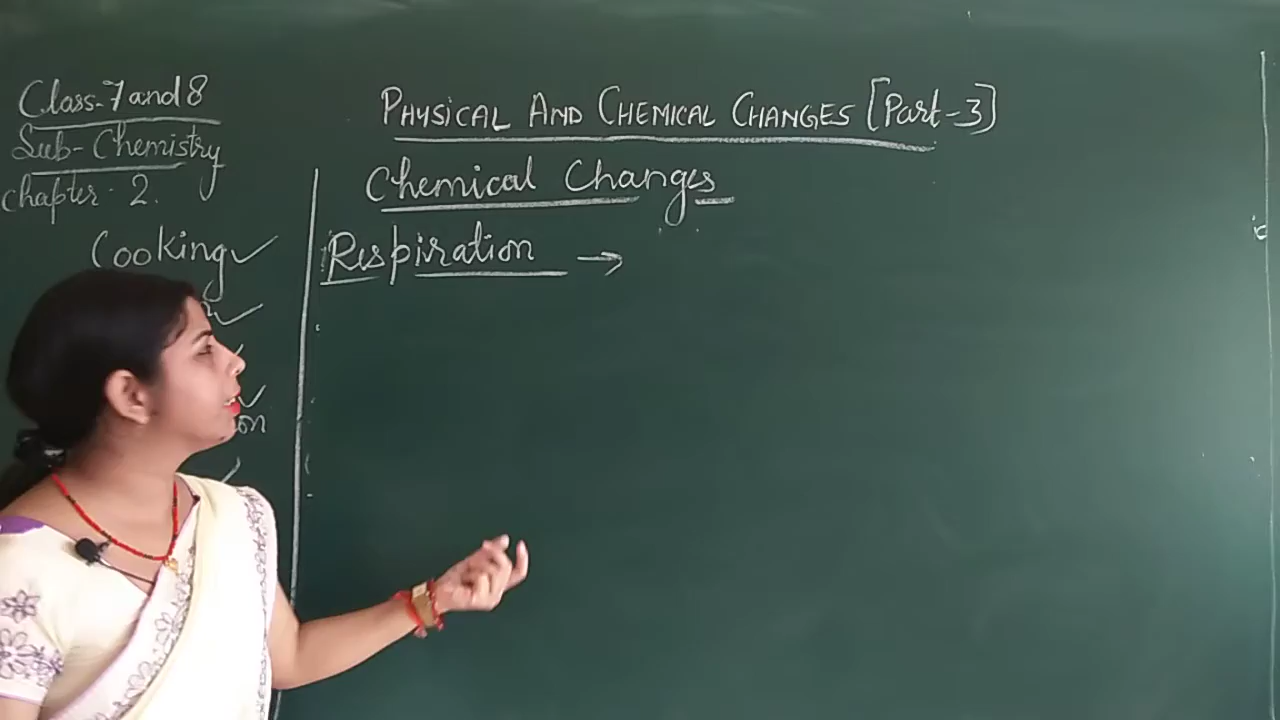 Class-7 and 8
Sub-Chemistry
Chapter-2.
PHYSICAL AND CHEMICAL CHANGES [Part-3]
Chemical Changes
Cooking ✓
Respiration →